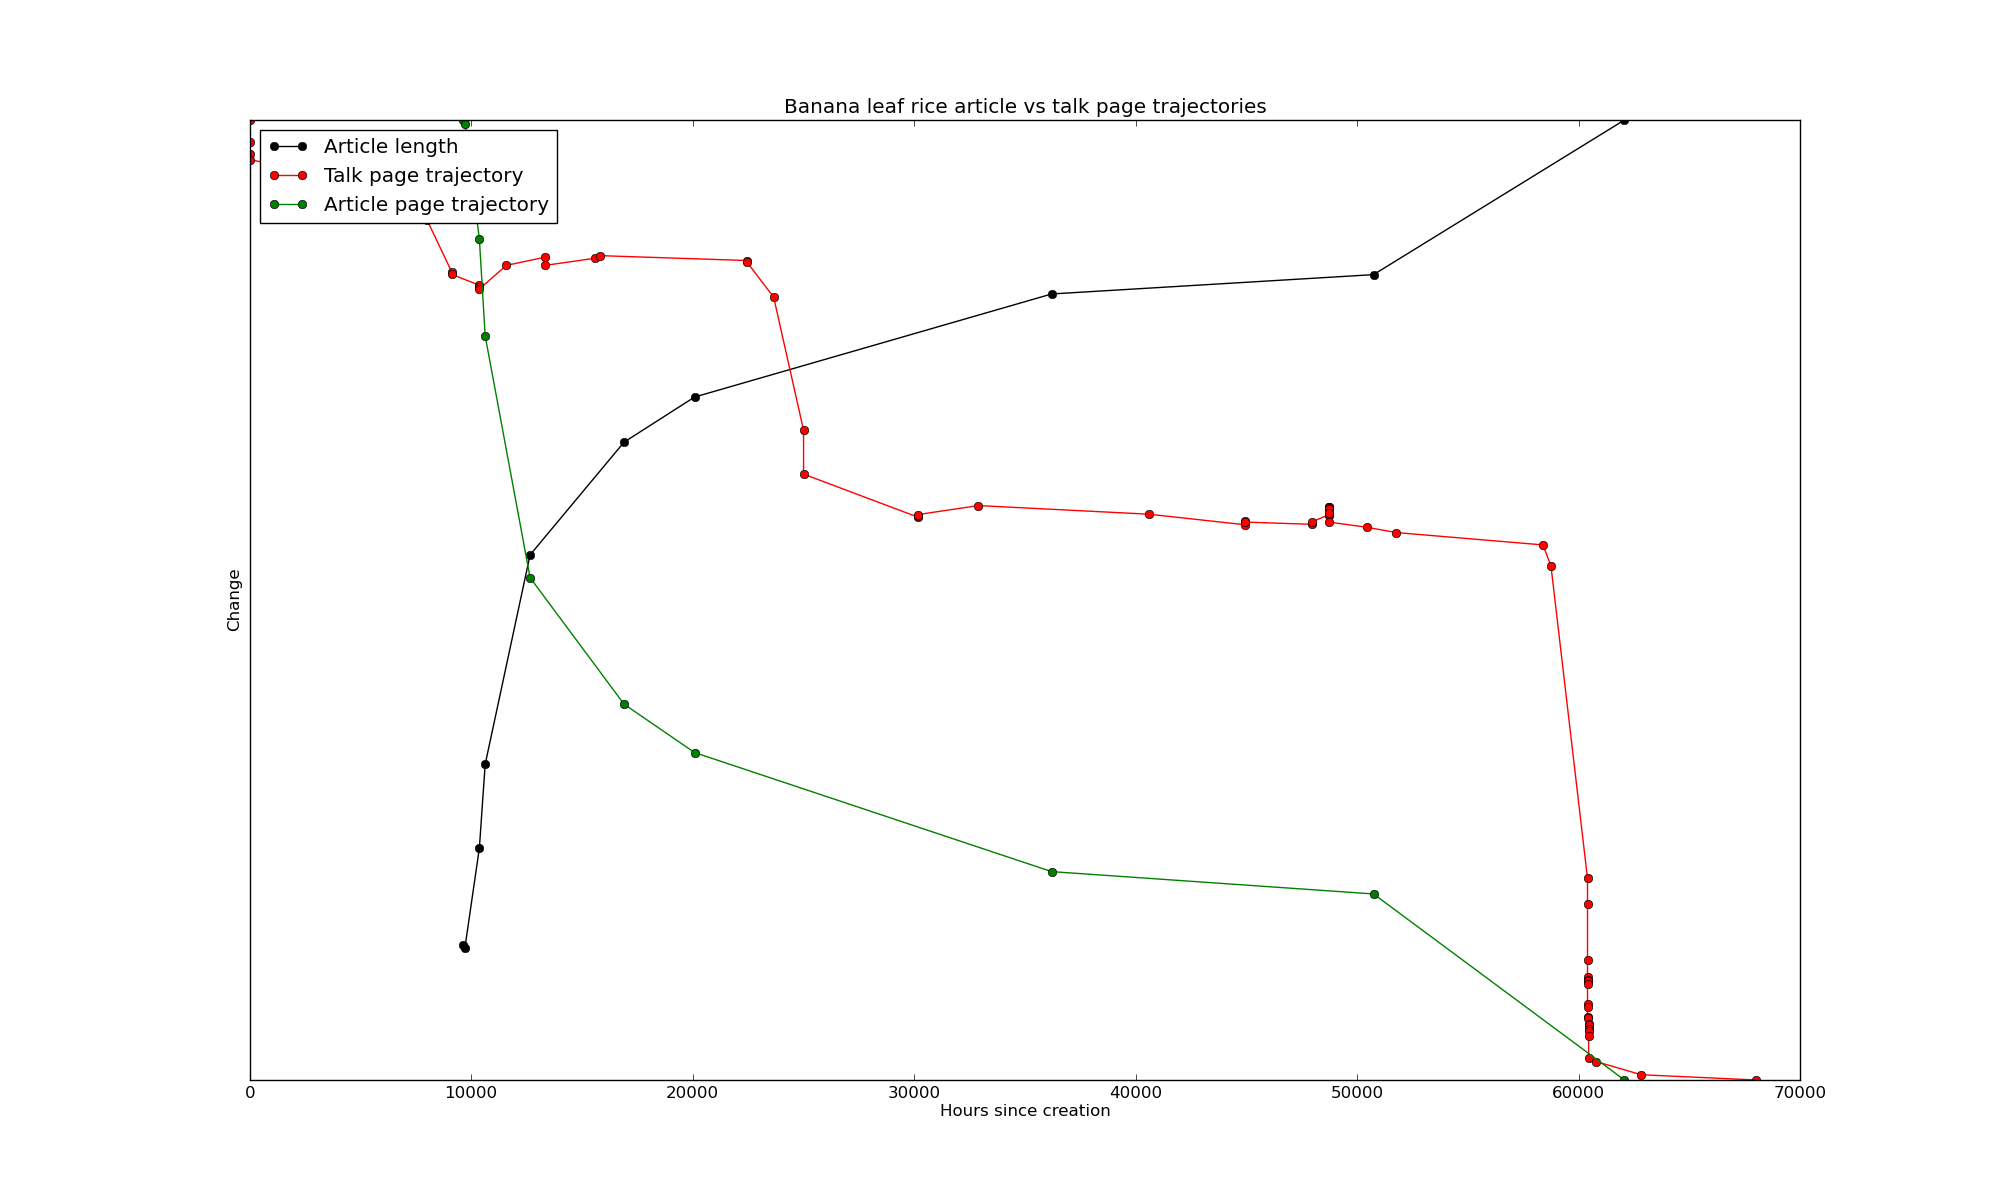 Banana leaf rice article vs talk page trajectories
Article length
Talk page trajectory
Article page trajectory
Change
0 10000 20000 30000 40000 50000 60000 70000
Hours since creation